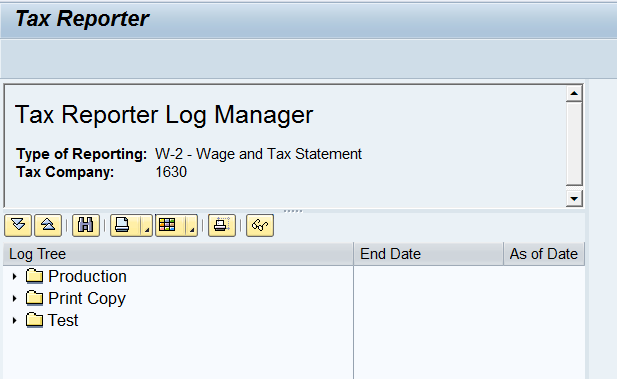 Tax Reporter
Tax Reporter Log Manager
Type of Reporting: W-2 - Wage and Tax Statement
Tax Company: 1630
Log Tree End Date As of Date
Production
Print Copy
Test